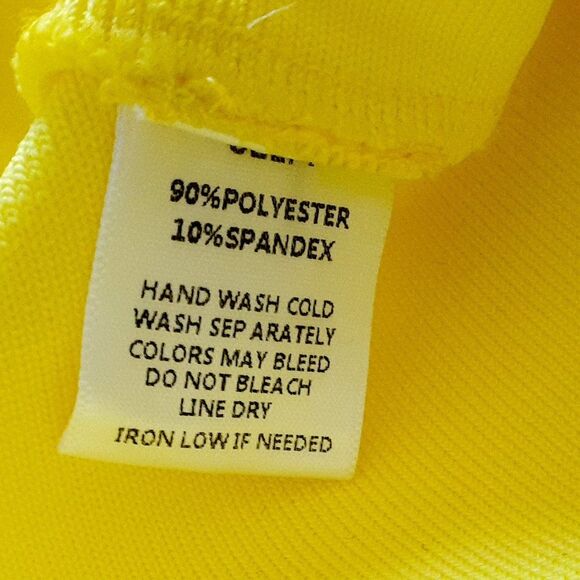 90%POLYESTER
10%SPANDEX
HAND WASH COLD
WASH SEP ARATELY
COLORS MAY BLEED
DO NOT BLEACH
LINE DRY
IRON LOW IF NEEDED